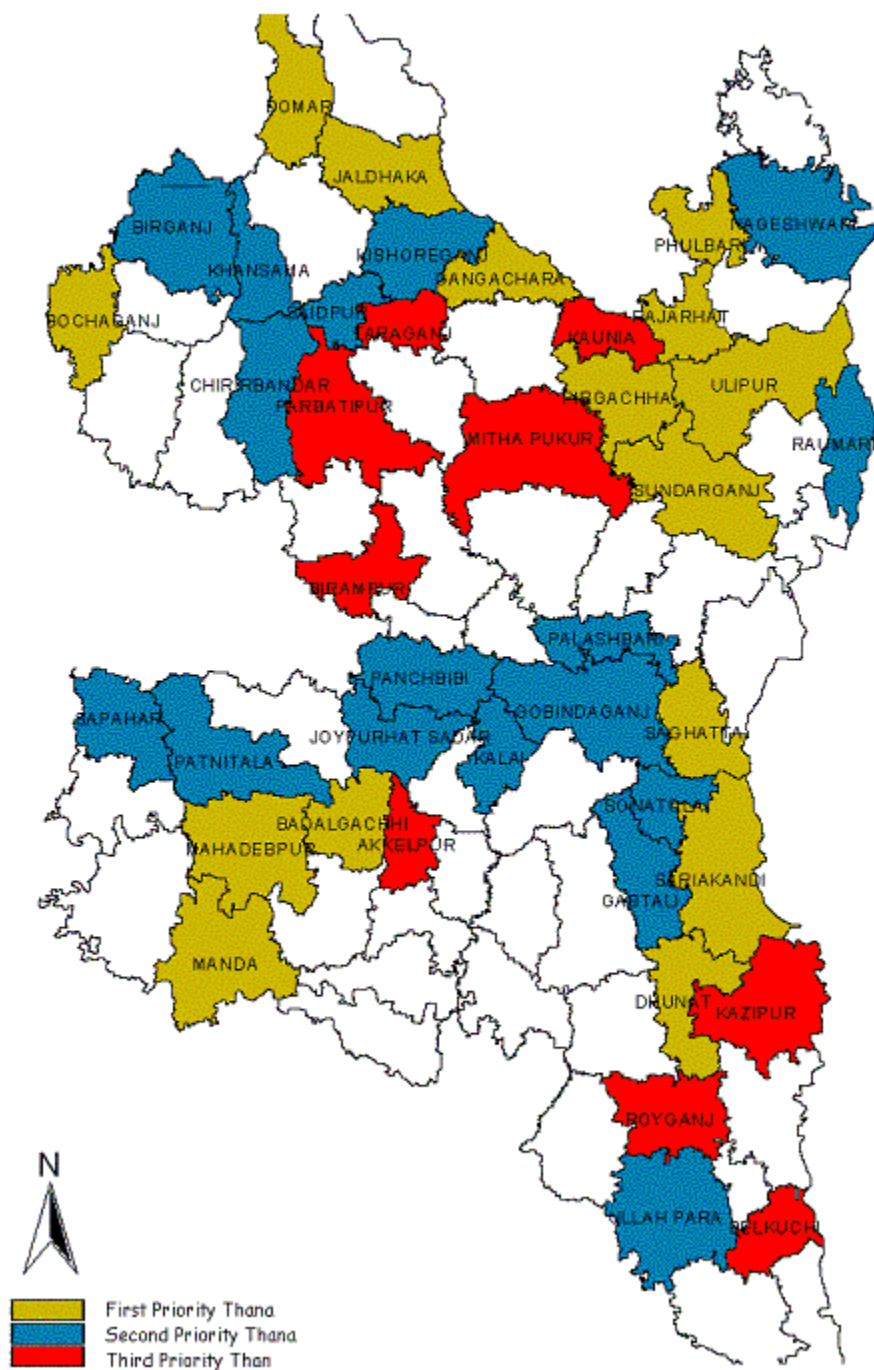 DOMAR
JALDHAKA
BIRGANJ
NAGESHWARI
KISHOREGANJ
PHULBARI
KHANSAMA
GANGACHARA
SAIDPUR
BOCHAGANJ
TARAGANJ
KAUNIA
RAJARHAT
CHIRIRBANDAR
ULIPUR
PARBATIPUR
PIRGACHHA
MITHA PUKUR
RAUMARI
SUNDARGANJ
BIRAMPUR
PALASHBARI
PANCHBIBI
GOBINDAGANJ
SAPAHAR
SAGHATTA
JOYPURHAT SADAR
KALAI
PATNITALA
SONATOLA
BADALGACHHI
MAHADEBPUR
AKKELPUR
SERIAKANDI
GABTALI
MANDA
DHUNAT
KAZIPUR
ROYGANJ
ULLAH PARA
BELKUCHI
N
First Priority Thana
Second Priority Thana
Third Priority Than